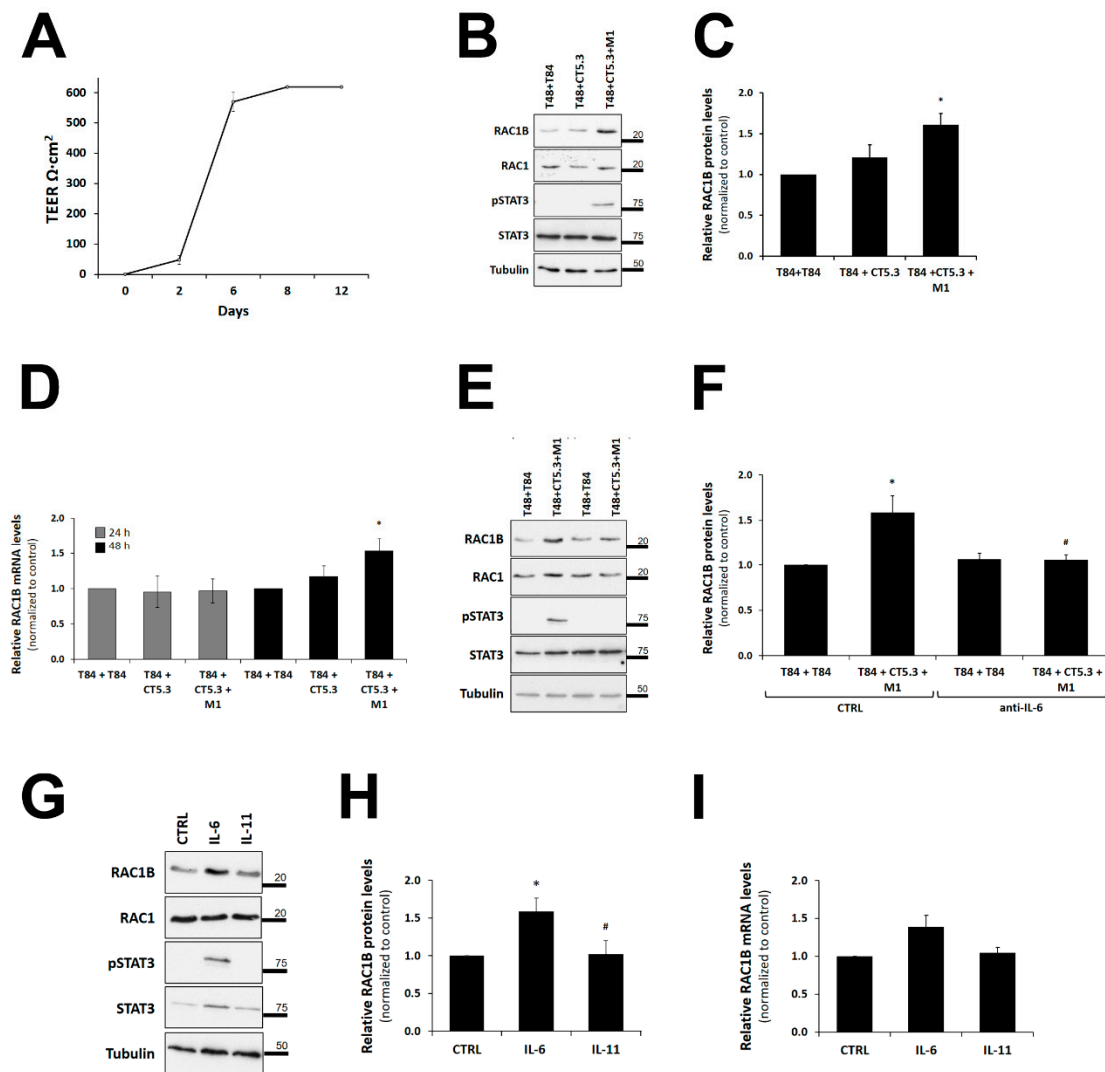 A
TEER Ω·cm²
600
500
400
300
200
100
0
0 2 6 8 12
Days
B
T48+T84
T48+CT5.3
T48+CT5.3+M1
RAC1B
20
RAC1
20
pSTAT3
75
STAT3
75
Tubulin
50
C
Relative RAC1B protein levels
(normalized to control)
2.0
1.5
1.0
0.5
0.0
*
T84+T84
T84 + CT5.3
T84 +CT5.3 +
M1
D
Relative RAC1B mRNA levels
(normalized to control)
2.0
1.5
1.0
0.5
0.0
24 h
48 h
*
T84 + T84
T84 +
CT5.3
T84 +
CT5.3 +
M1
T84 + T84
T84 +
CT5.3
T84 +
CT5.3 +
M1
E
T48+T84
T48+CT5.3+M1
T48+T84
T48+CT5.3+M1
RAC1B
20
RAC1
20
pSTAT3
75
STAT3
75
Tubulin
50
F
Relative RAC1B protein levels
(normalized to control)
2.0
1.5
1.0
0.5
0.0
*
#
T84 + T84
T84 + CT5.3 +
M1
T84 + T84
T84 + CT5.3 +
M1
CTRL
anti-IL-6
G
CTRL
IL-6
IL-11
RAC1B
20
RAC1
20
pSTAT3
75
STAT3
75
Tubulin
50
H
Relative RAC1B protein levels
(normalized to control)
2.0
1.5
1.0
0.5
0.0
*
#
CTRL
IL-6
IL-11
I
Relative RAC1B mRNA levels
(normalized to control)
2.0
1.5
1.0
0.5
0.0
CTRL
IL-6
IL-11